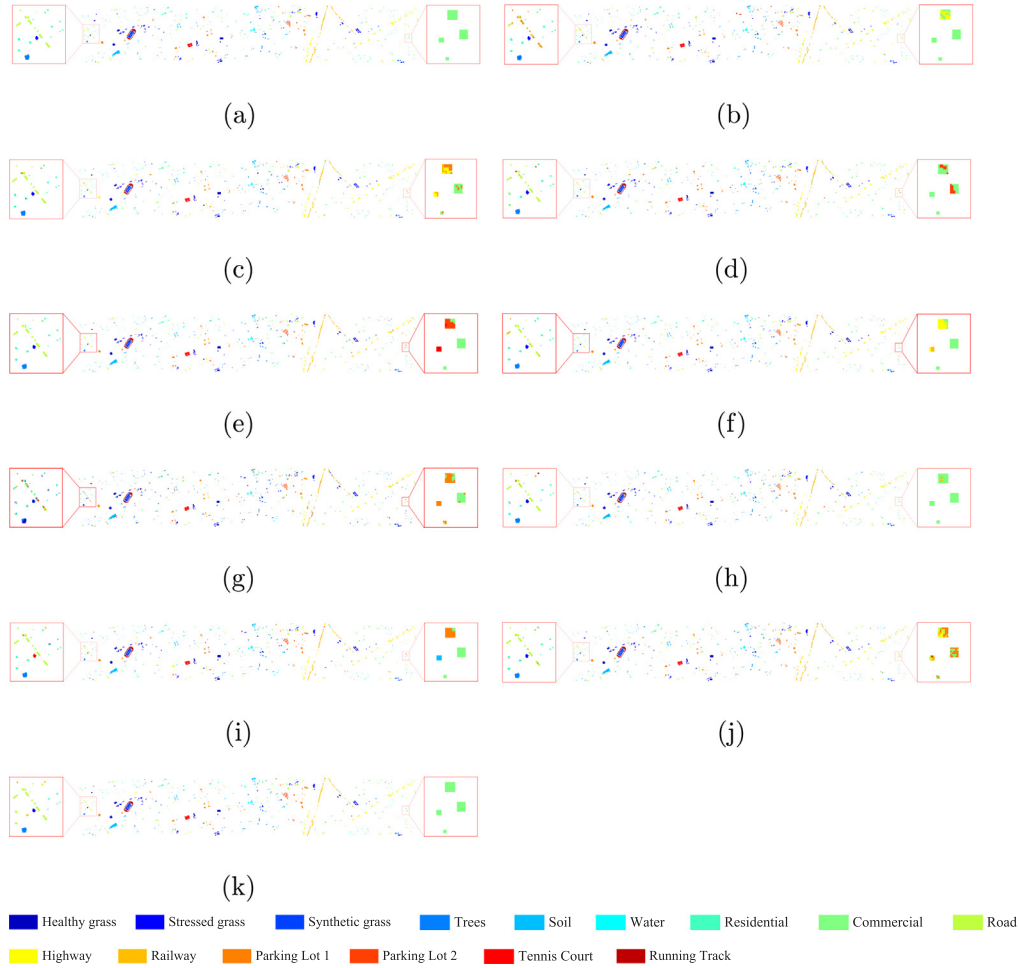 (a) (b)
(c) (d)
(e) (f)
(g) (h)
(i) (j)
(k)
Healthy grass Stressed grass Synthetic grass Trees Soil Water Residential Commercial Road
Highway Railway Parking Lot 1 Parking Lot 2 Tennis Court Running Track